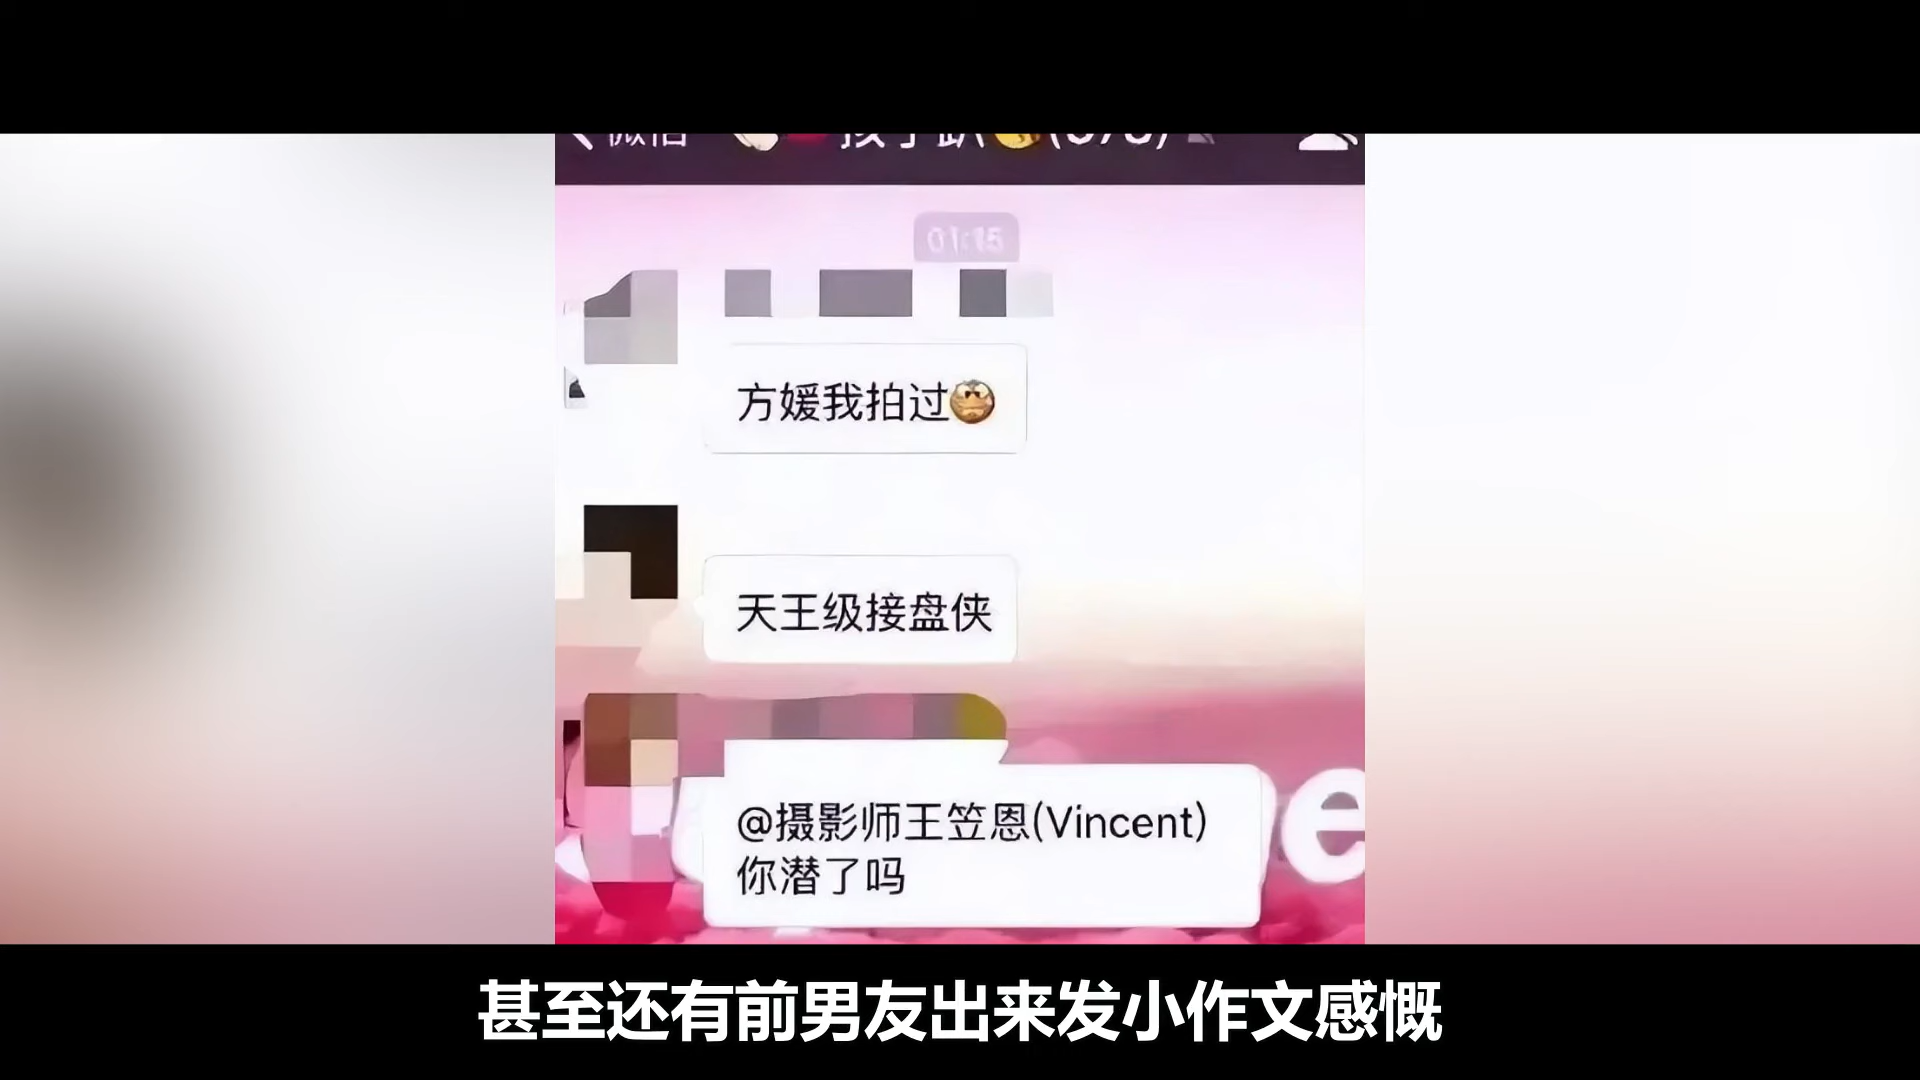 01:15
方媛我拍过
天王级接盘侠
@摄影师王笠恩(Vincent)
你潜了吗
e
甚至还有前男友出来发小作文感慨